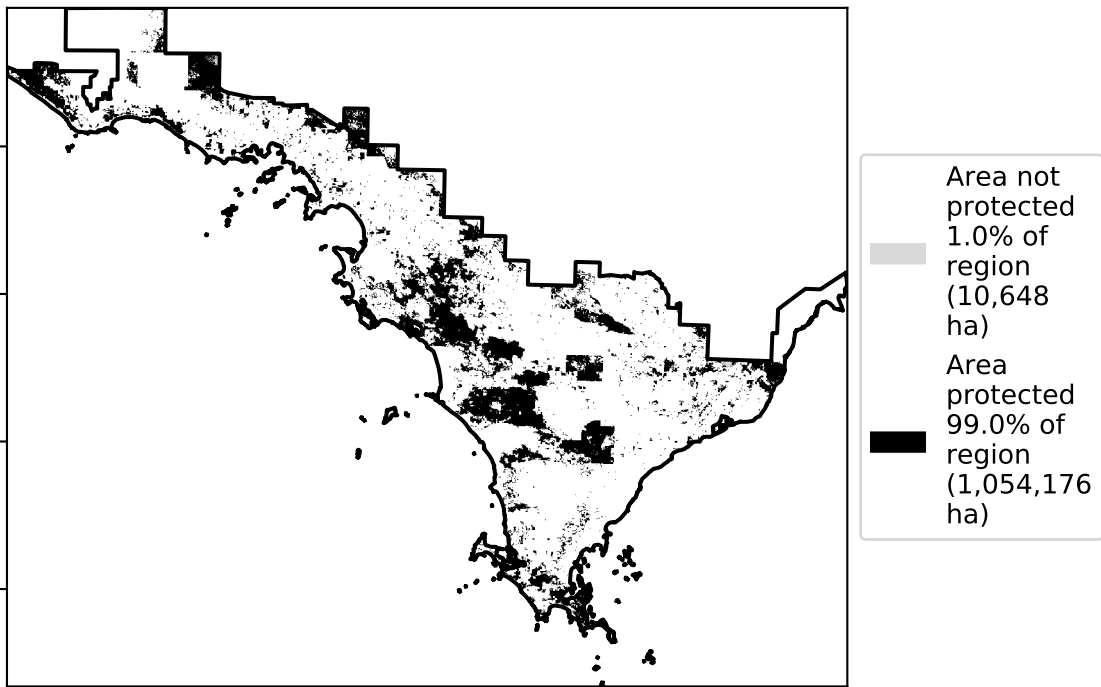 Area not
protected
1.0% of
region
(10,648
ha)
Area
protected
99.0% of
region
(1,054,176
ha)